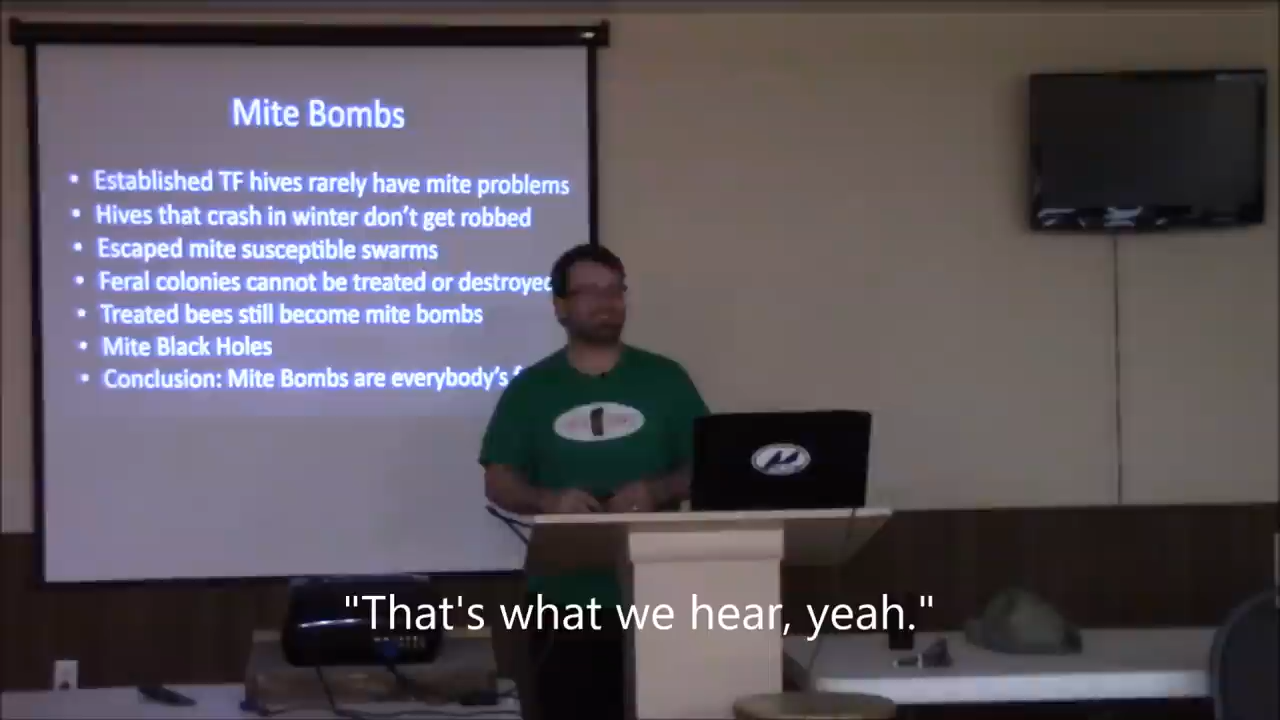 Mite Bombs
• Established TF hives rarely have mite problems
• Hives that crash in winter don't get robbed
• Escaped mite susceptible swarms
• Feral colonies cannot be treated or destroyed
• Treated bees still become mite bombs
• Mite Black Holes
• Conclusion: Mite Bombs are everybody's
"That's what we hear, yeah."